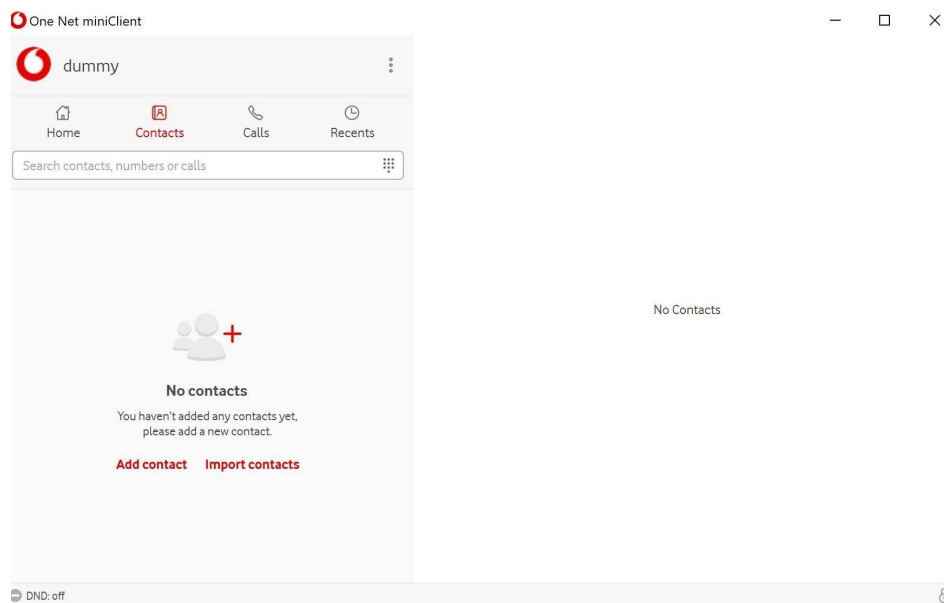 One Net miniClient
dummy
Home Contacts Calls Recents
Search contacts, numbers or calls
No Contacts
No contacts
You haven't added any contacts yet,
please add a new contact.
Add contact Import contacts
DND: off